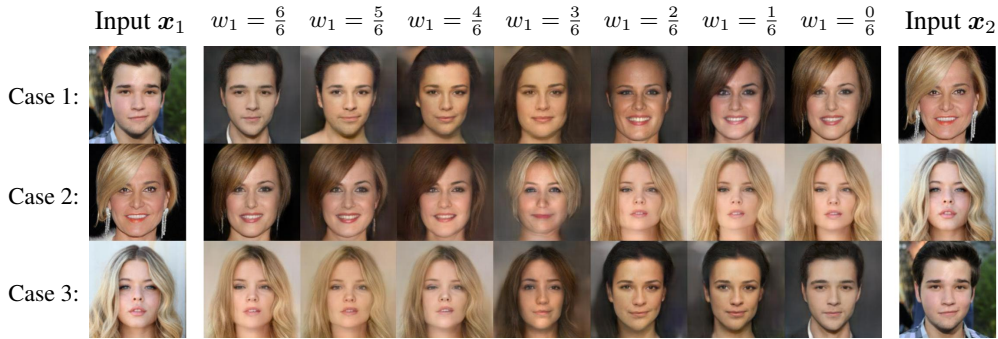 Input x₁ w₁ = 6/6 w₁ = 5/6 w₁ = 4/6 w₁ = 3/6 w₁ = 2/6 w₁ = 1/6 w₁ = 0/6 Input x₂
Case 1:
Case 2:
Case 3: